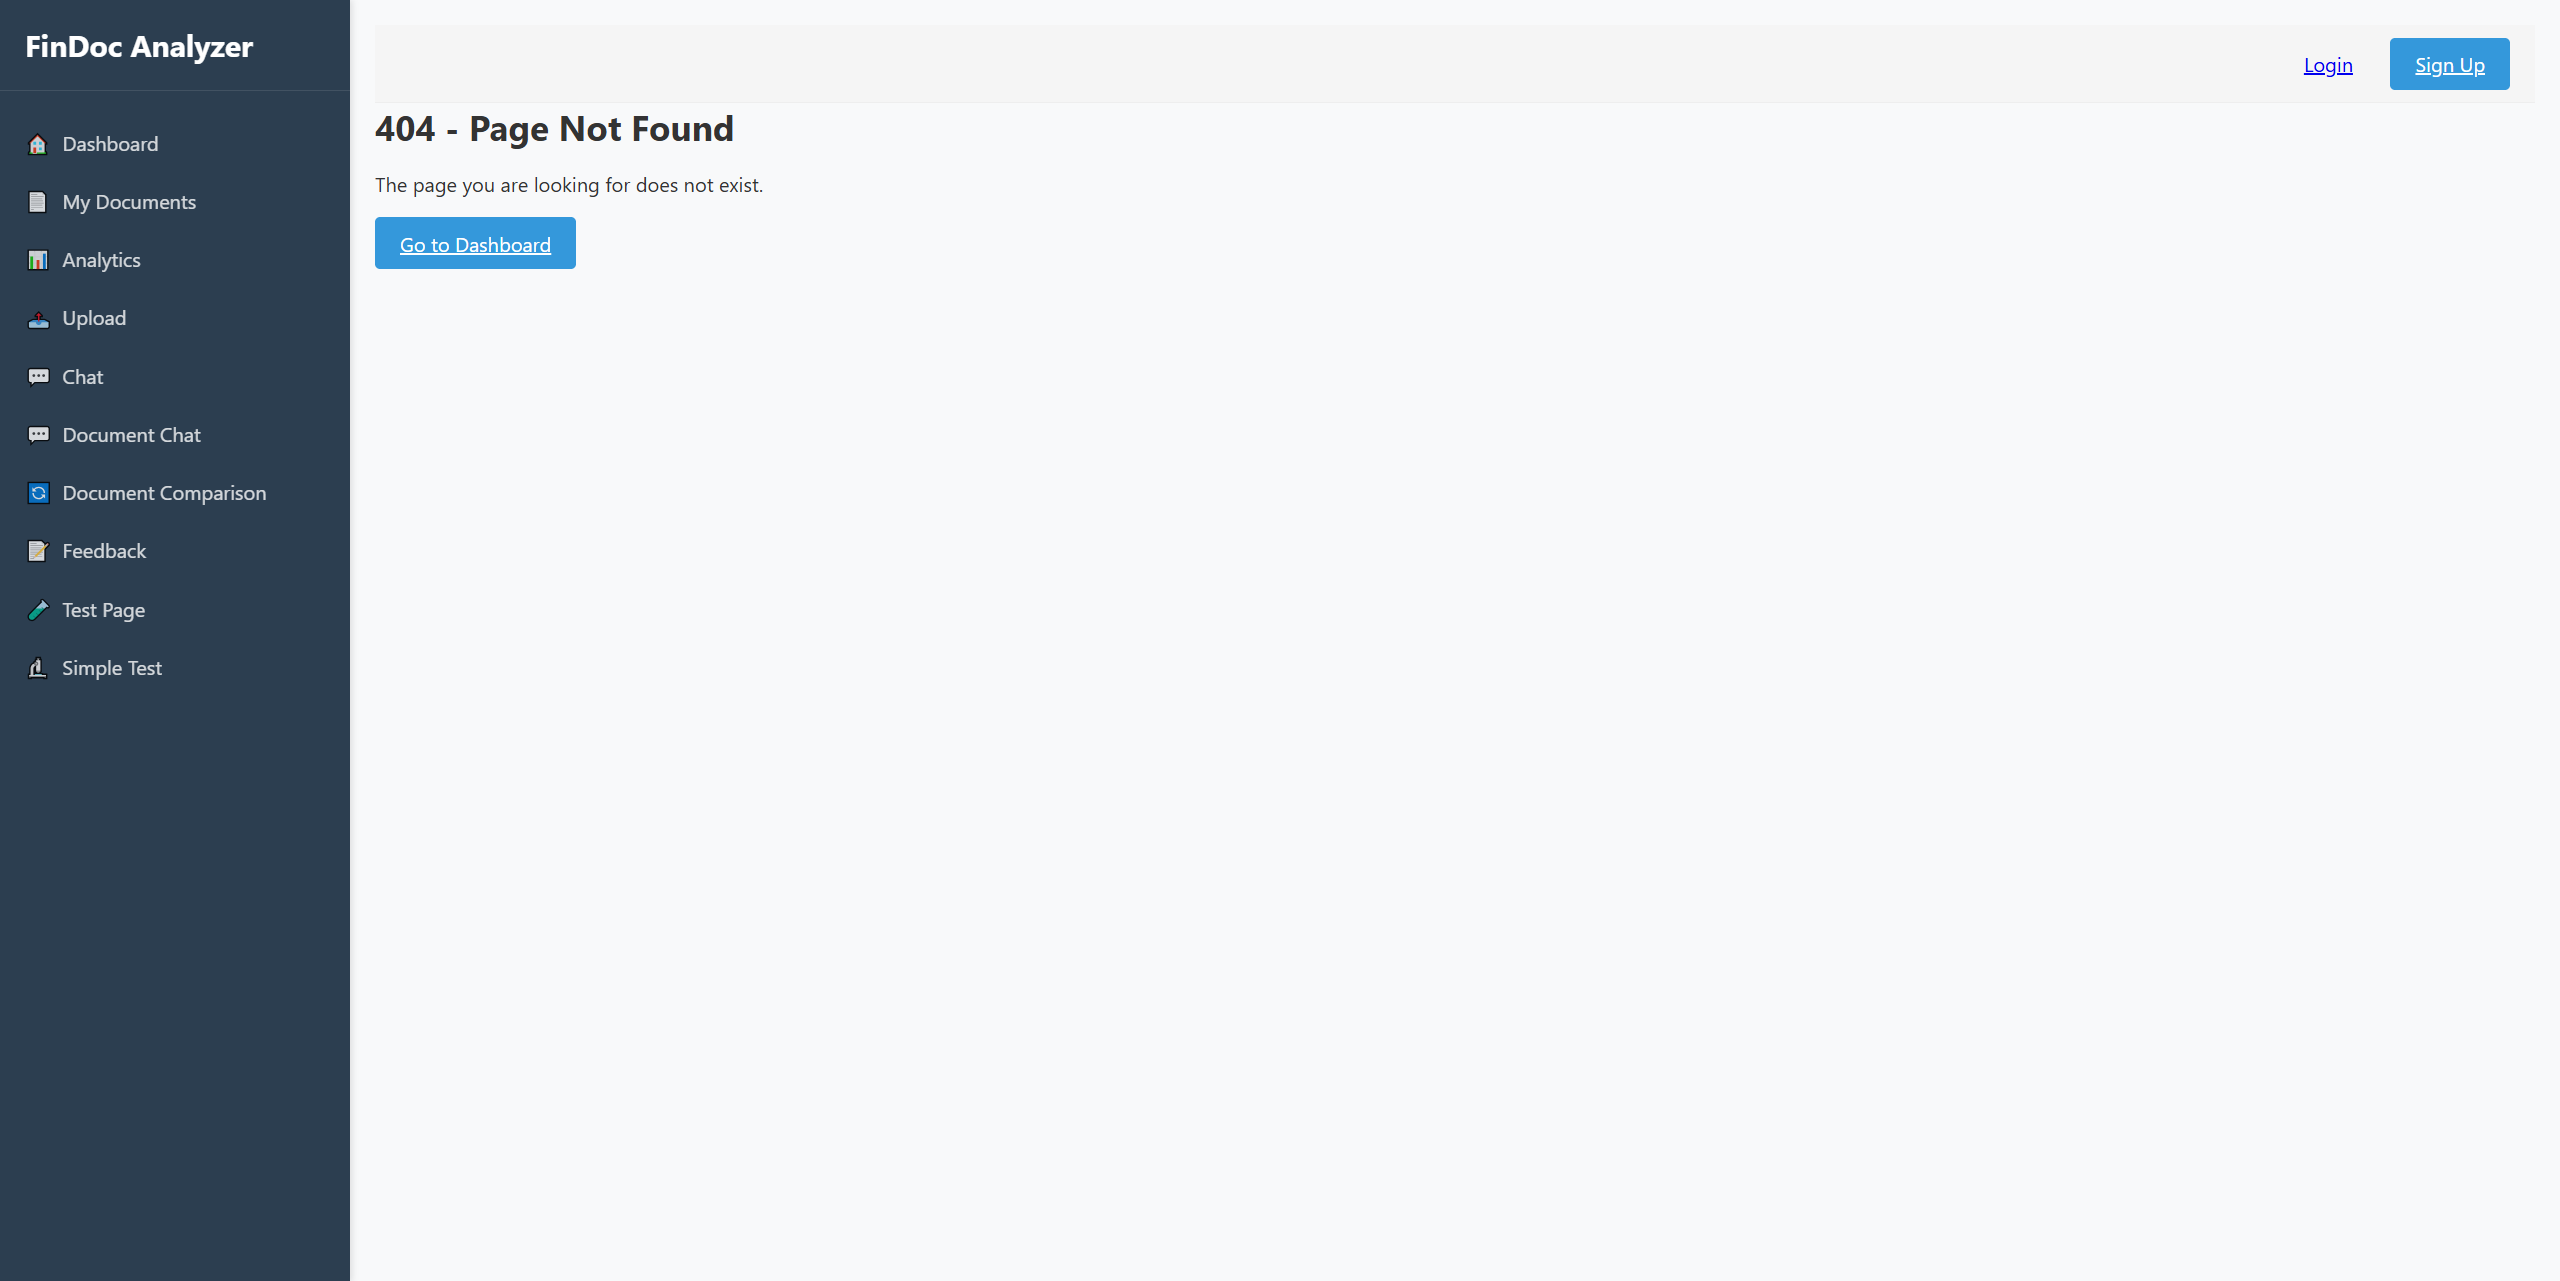 FinDoc Analyzer
Dashboard
My Documents
Analytics
Upload
Chat
Document Chat
Document Comparison
Feedback
Test Page
Simple Test
Login
Sign Up
404 - Page Not Found
The page you are looking for does not exist.
Go to Dashboard